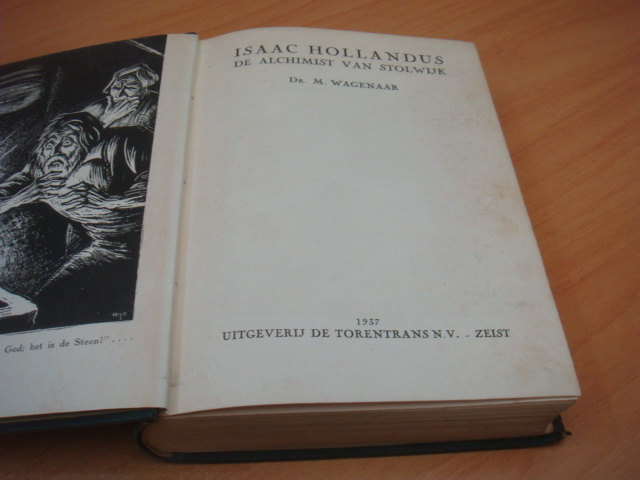 God; het is de Steen!"....
ISAAC HOLLANDUS
DE ALCHIMIST VAN STOLWIJK
DR. M. WAGENAAR
1937
UITGEVERIJ DE TORENTRANS N.V. . ZEIST